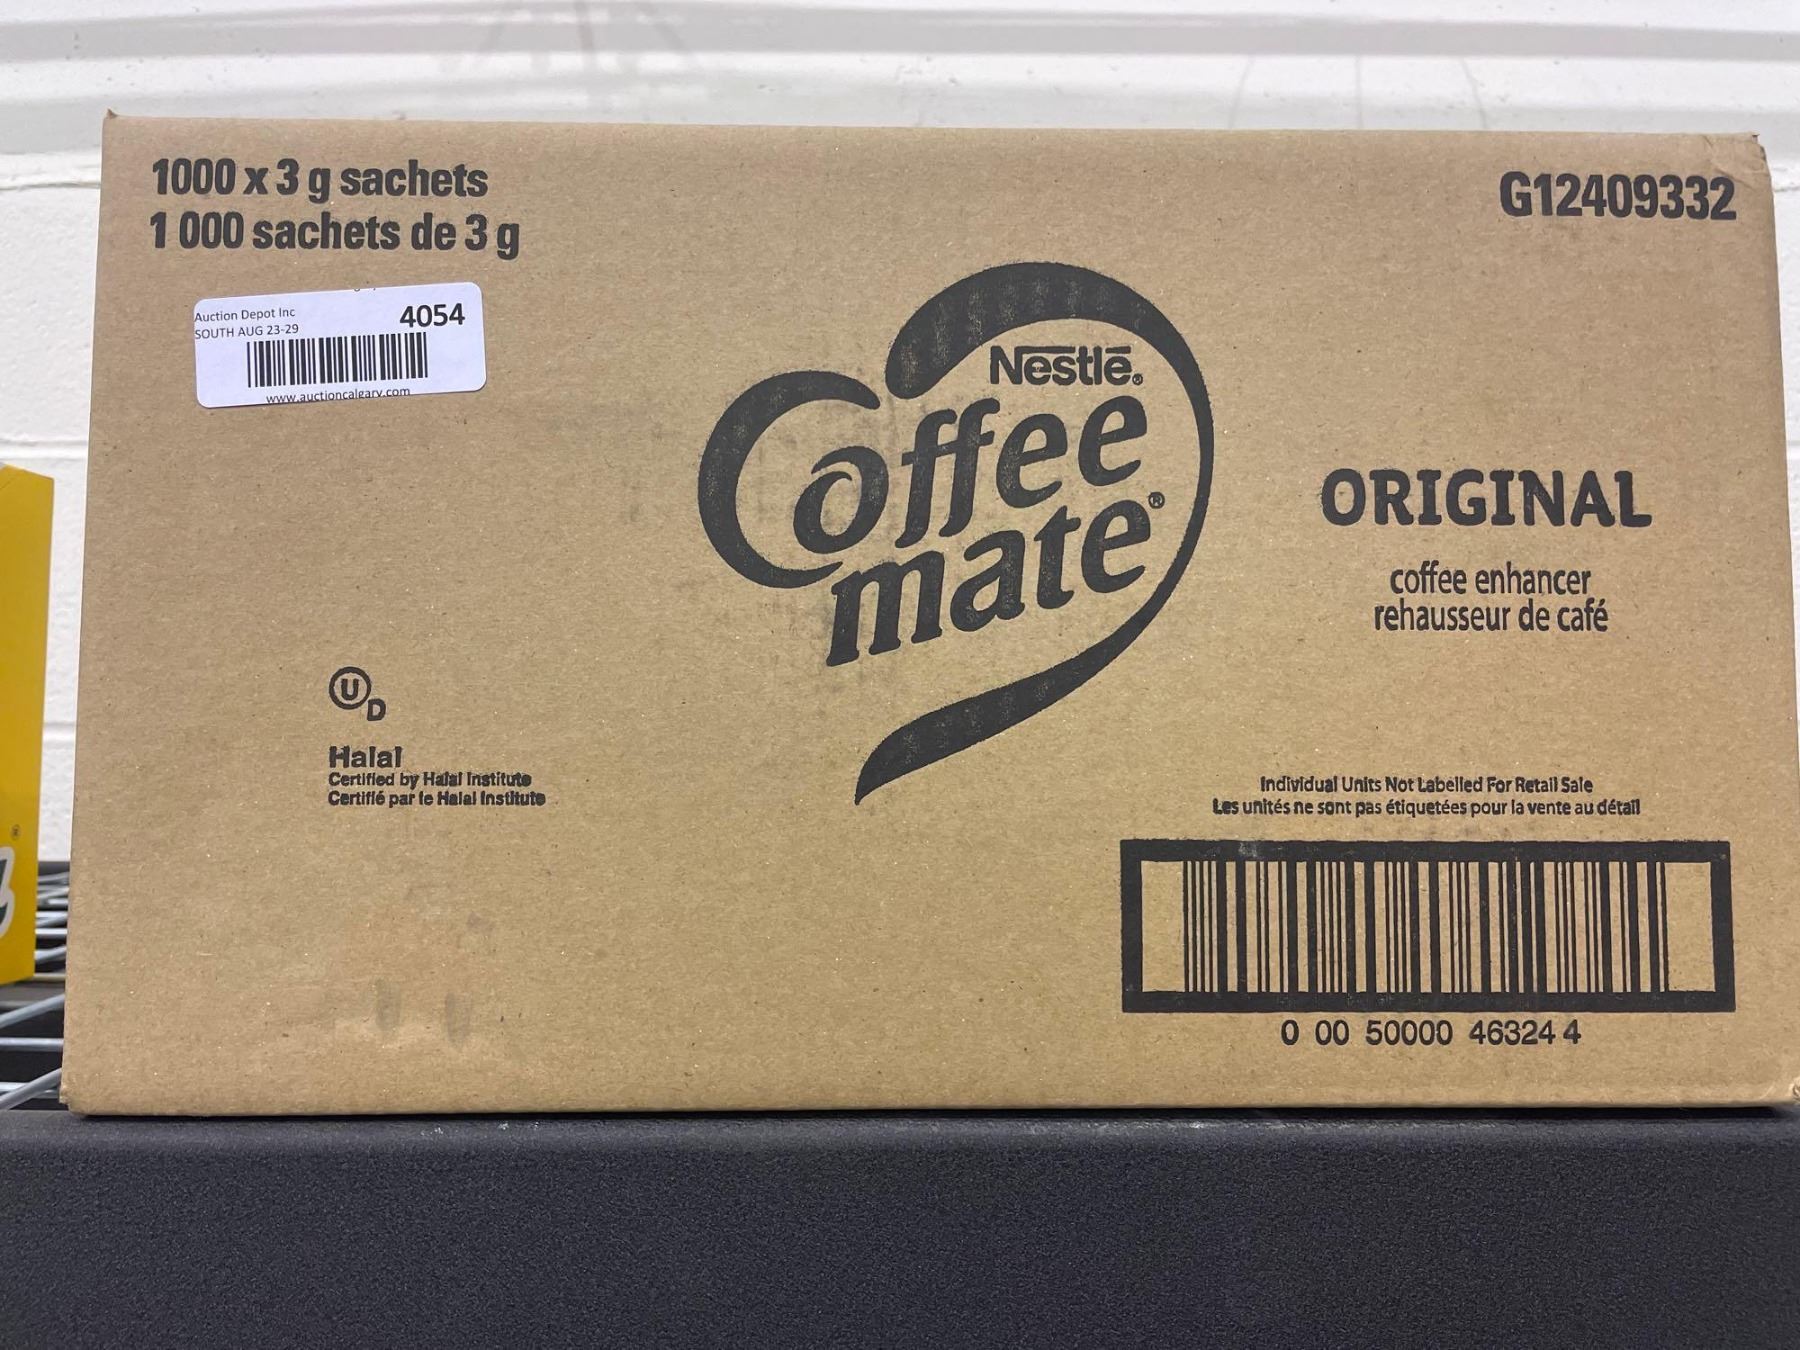 1000 x 3 g sachets
1 000 sachets de 3 g
G12409332
Auction Depot Inc
SOUTH AUG 23-29
4054
www.auctioncalgary.com
Nestlé®
Coffee
mate®
ORIGINAL
coffee enhancer
rehausseur de café
U
D
Halal
Certified by Halal Institute
Certifié par le Halal Institute
Individual Units Not Labelled For Retail Sale
Les unités ne sont pas étiquetées pour la vente au détail
0 00 50000 46324 4